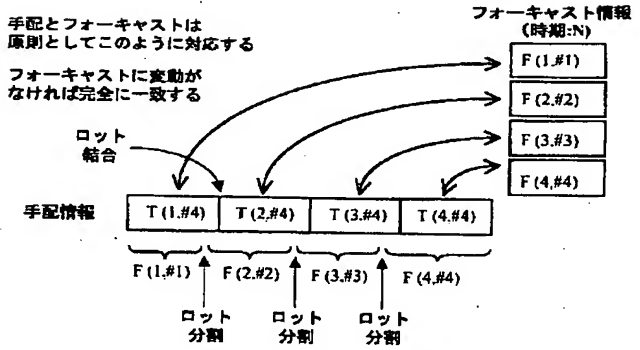 手配とフォーキャストは
原則としてこのように対応する
フォーキャストに変動が
なければ完全に一致する
フォーキャスト情報
(時期:N)
F (1,#1)
F (2,#2)
F (3,#3)
F (4,#4)
ロット
結合
手配情報
T (1,#4) T (2,#4) T (3,#4) T (4,#4)
F (1,#1) F (2,#2) F (3,#3) F (4,#4)
ロット ロット ロット
分割 分割 分割